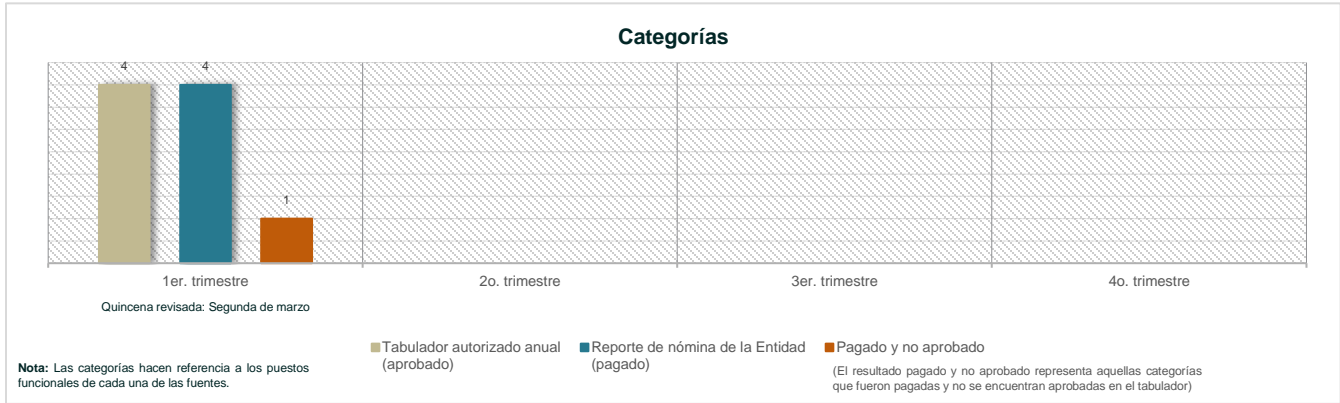 Categorías
4
4
1
1er. trimestre
2o. trimestre
3er. trimestre
4o. trimestre
Quincena revisada: Segunda de marzo
Tabulador autorizado anual
(aprobado)
Reporte de nómina de la Entidad
(pagado)
Pagado y no aprobado
(El resultado pagado y no aprobado representa aquellas categorías
que fueron pagadas y no se encuentran aprobadas en el tabulador)
Nota: Las categorías hacen referencia a los puestos
funcionales de cada una de las fuentes.